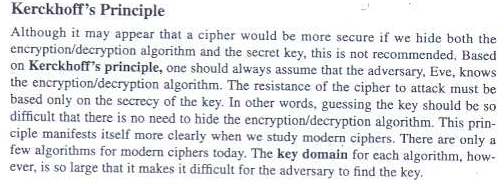 Kerckhoff's Principle
Although it may appear that a cipher would be more secure if we hide both the
encryption/decryption algorithm and the secret key, this is not recommended. Based
on Kerckhoff's principle, one should always assume that the adversary, Eve, knows
the encryption/decryption algorithm. The resistance of the cipher to attack must be
based only on the secrecy of the key. In other words, guessing the key should be so
difficult that there is no need to hide the encryption/decryption algorithm. This prin-
ciple manifests itself more clearly when we study modern ciphers. There are only a
few algorithms for modern ciphers today. The key domain for each algorithm, how-
ever, is so large that it makes it difficult for the adversary to find the key.